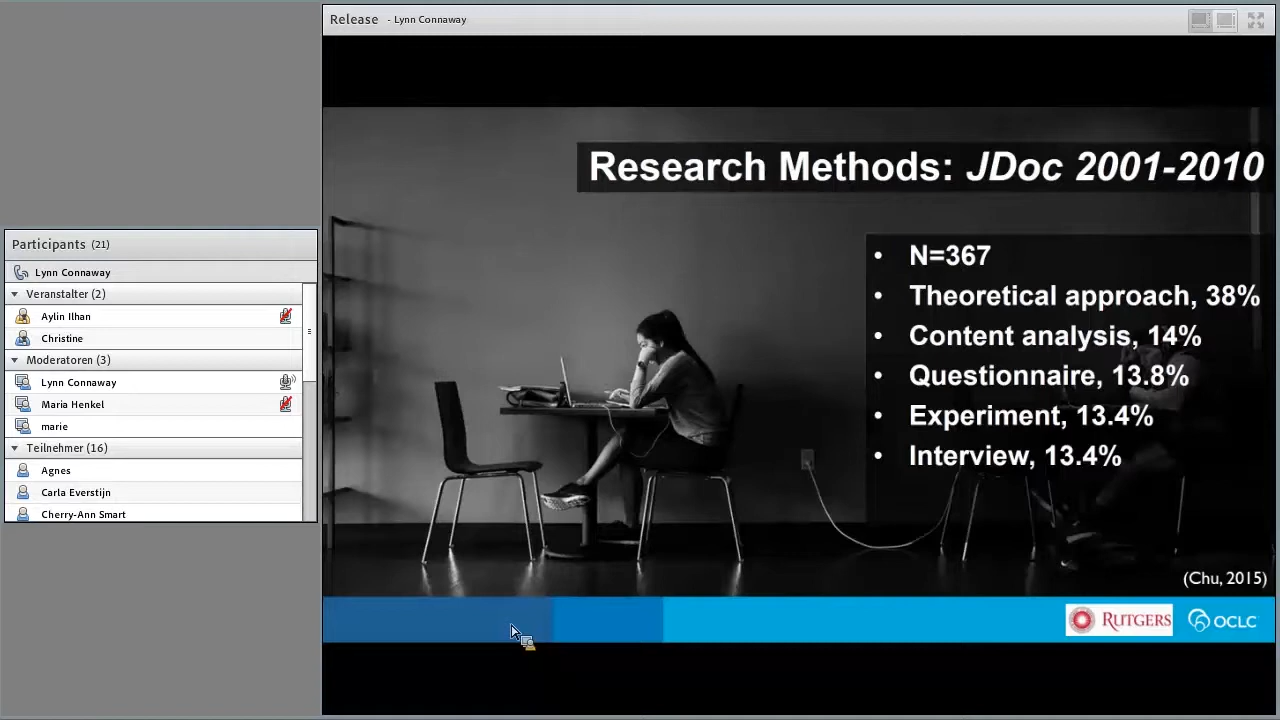 Release - Lynn Connaway
Participants (21)
Lynn Connaway
Veranstalter (2)
Aylin Ilhan
Christine
Moderatoren (3)
Lynn Connaway
Maria Henkel
marie
Teilnehmer (16)
Agnes
Carla Everstijn
Cherry-Ann Smart
Research Methods: JDoc 2001-2010
• N=367
• Theoretical approach, 38%
• Content analysis, 14%
• Questionnaire, 13.8%
• Experiment, 13.4%
• Interview, 13.4%
(Chu, 2015)
RUTGERS
OCLC